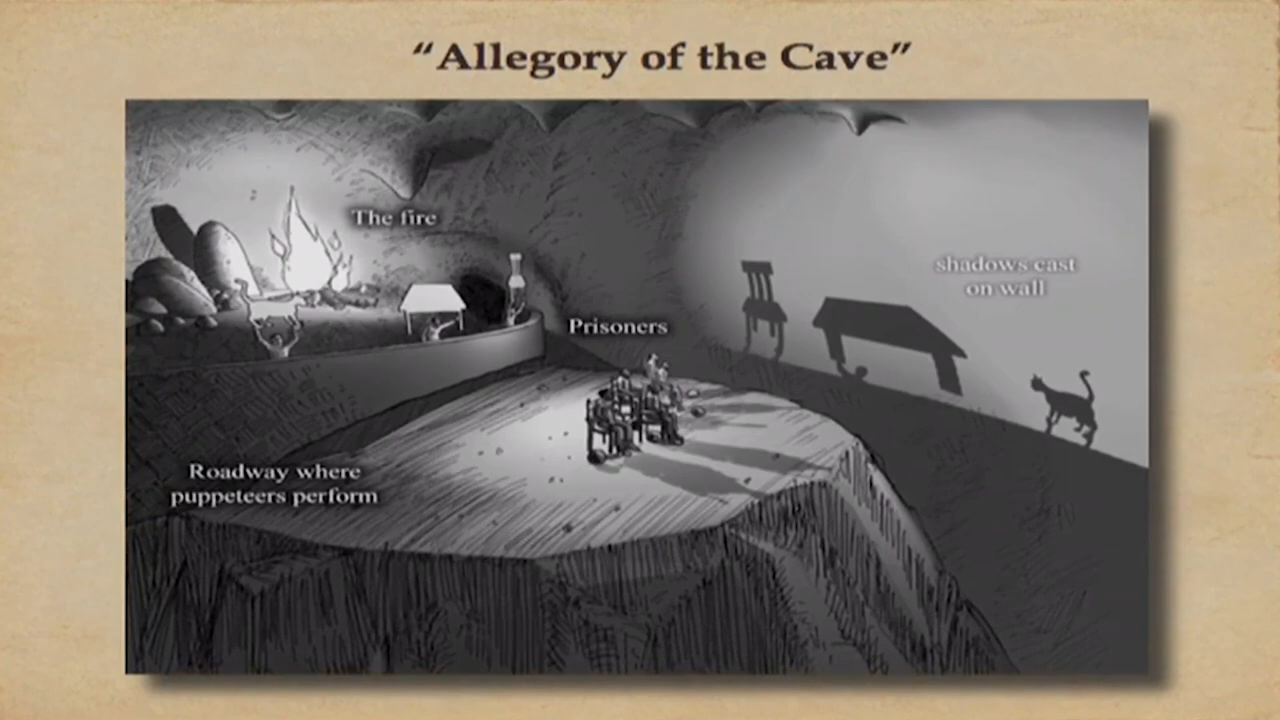 “Allegory of the Cave”
The fire
shadows cast
on wall
Prisoners
Roadway where
puppeteers perform